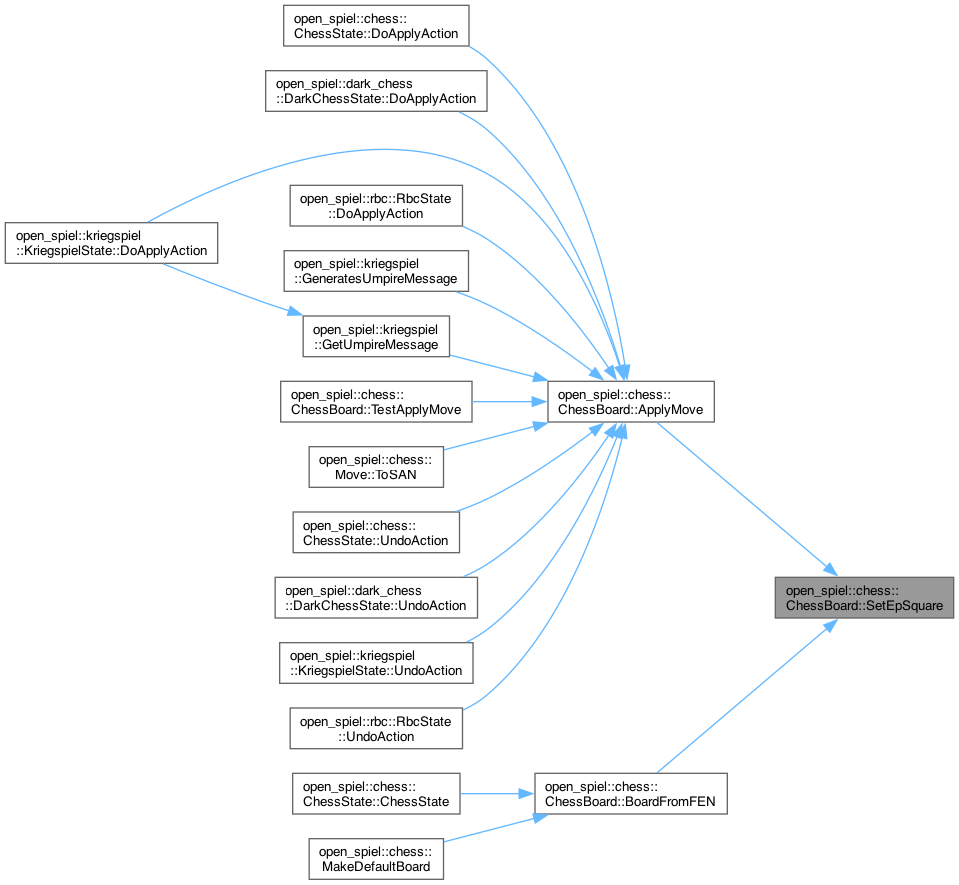 open_spiel::chess::
ChessState::DoApplyAction
open_spiel::dark_chess
::DarkChessState::DoApplyAction
open_spiel::rbc::RbcState
::DoApplyAction
open_spiel::kriegspiel
::KriegspielState::DoApplyAction
open_spiel::kriegspiel
::GeneratesUmpireMessage
open_spiel::kriegspiel
::GetUmpireMessage
open_spiel::chess::
ChessBoard::TestApplyMove
open_spiel::chess::
ChessBoard::ApplyMove
open_spiel::chess::
Move::ToSAN
open_spiel::chess::
ChessState::UndoAction
open_spiel::dark_chess
::DarkChessState::UndoAction
open_spiel::chess::
ChessBoard::SetEpSquare
open_spiel::kriegspiel
::KriegspielState::UndoAction
open_spiel::rbc::RbcState
::UndoAction
open_spiel::chess::
ChessState::ChessState
open_spiel::chess::
ChessBoard::BoardFromFEN
open_spiel::chess::
MakeDefaultBoard